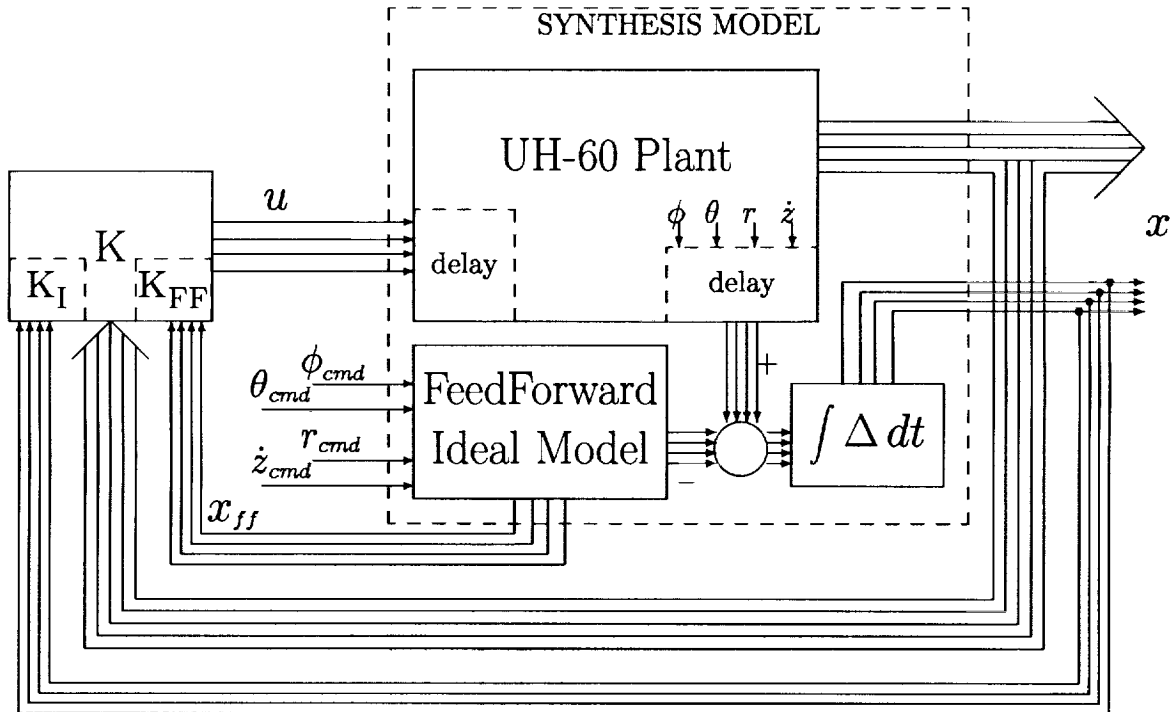 SYNTHESIS MODEL
UH-60 Plant
u
ϕ θ r ż
x
K
delay
delay
K_I K_FF
+
ϕ_cmd
θ_cmd
FeedForward
Ideal Model
∫ Δ dt
r_cmd
ż_cmd
−
x_ff